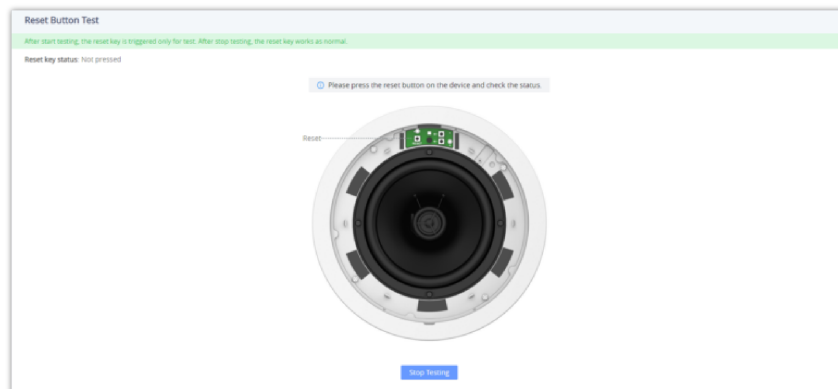 Reset Button Test
After start testing, the reset key is triggered only for test. After stop testing, the reset key works as normal.
Reset key status: Not pressed
Please press the reset button on the device and check the status.
Reset
Stop Testing